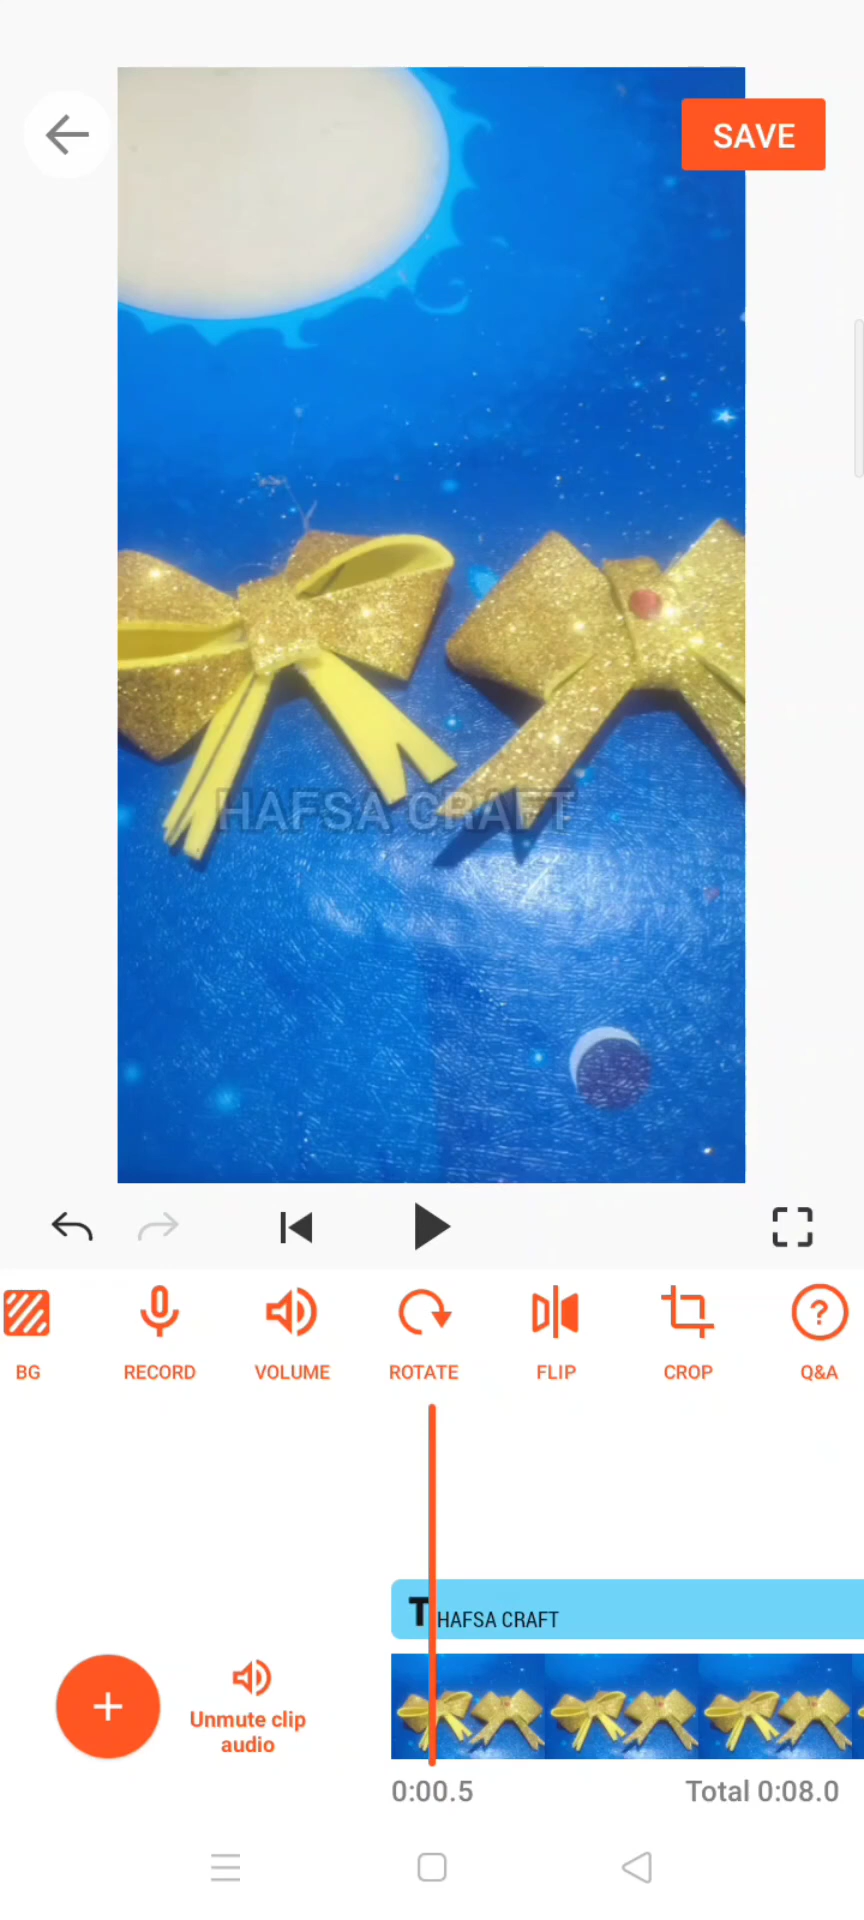 SAVE
HAFSA CRAFT
BG
RECORD
VOLUME
ROTATE
FLIP
CROP
?
Q&A
T HAFSA CRAFT
+
Unmute clip
audio
0:00.5
Total 0:08.0